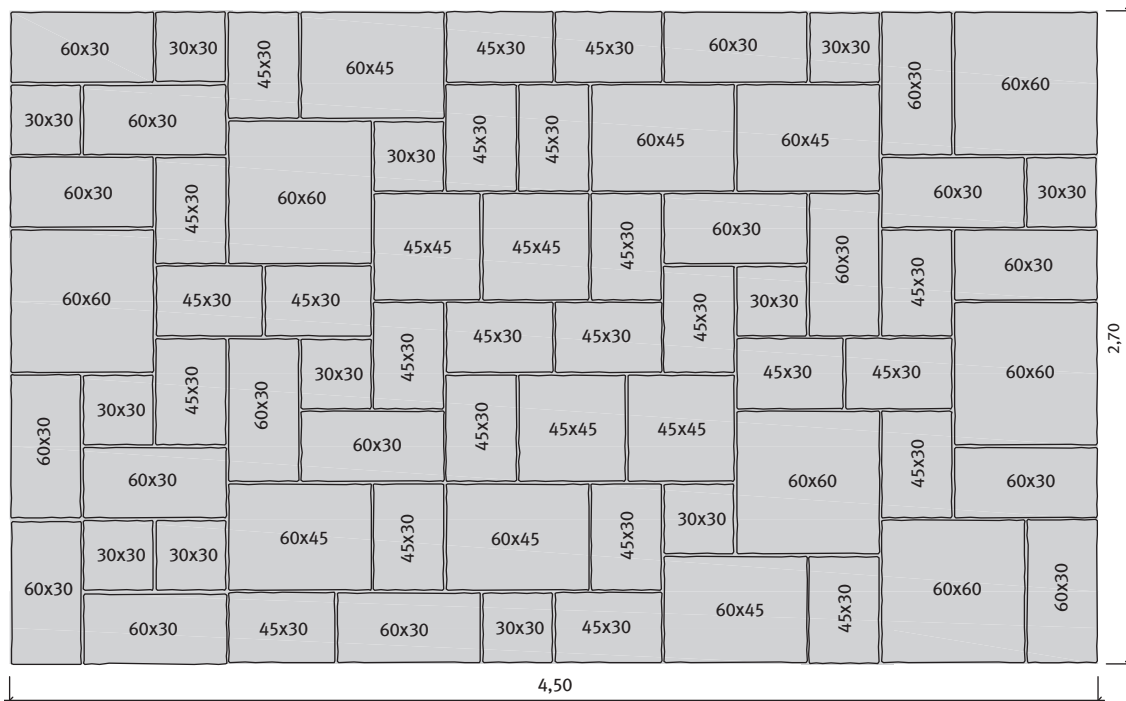 60x30 30x30 45x30 60x45 45x30 45x30 60x30 30x30 60x30 60x60
30x30 60x30 45x30 45x30 60x45 60x45
60x60 30x30
60x30 45x30 60x30 30x30
45x45 45x45 45x30 60x30 60x30
60x60 45x30 45x30 45x30 30x30 45x30 60x30
45x30 45x30 45x30 2,70
45x30 60x30 30x30 45x30 45x30 60x60
60x30 30x30 60x30 45x30 45x45 45x45
60x30 60x60 45x30 60x30
60x45 45x30 60x45 45x30 30x30
60x30 30x30 30x30 60x45 45x30 60x60 60x30
60x30 45x30 60x30 30x30 45x30
4,50